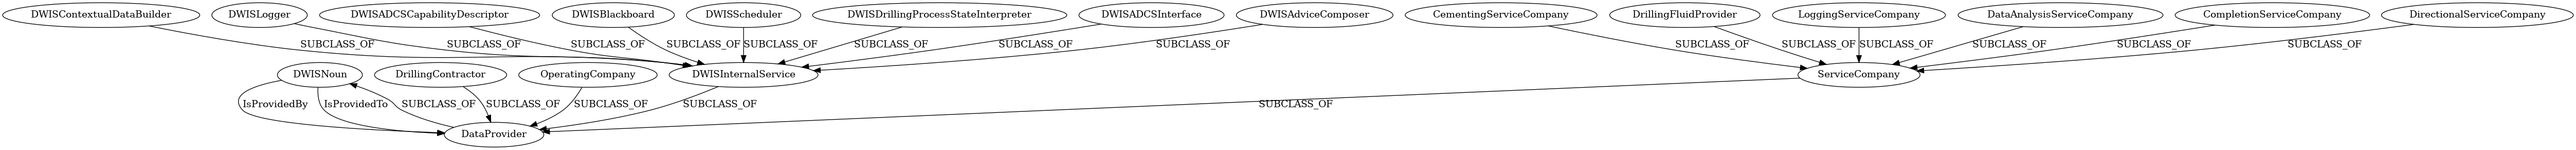 DWISContextualDataBuilder
DWISLogger
DWISADCSCapabilityDescriptor
DWISBlackboard
DWISScheduler
DWISDrillingProcessStateInterpreter
DWISADCSInterface
DWISAdviceComposer
CementingServiceCompany
DrillingFluidProvider
LoggingServiceCompany
DataAnalysisServiceCompany
CompletionServiceCompany
DirectionalServiceCompany
SUBCLASS_OF
SUBCLASS_OF
SUBCLASS_OF
SUBCLASS_OF
SUBCLASS_OF
SUBCLASS_OF
SUBCLASS_OF
SUBCLASS_OF
SUBCLASS_OF
SUBCLASS_OF
SUBCLASS_OF
SUBCLASS_OF
SUBCLASS_OF
SUBCLASS_OF
DWISNoun
DrillingContractor
OperatingCompany
DWISInternalService
ServiceCompany
IsProvidedBy
IsProvidedTo
SUBCLASS_OF
SUBCLASS_OF
SUBCLASS_OF
SUBCLASS_OF
SUBCLASS_OF
DataProvider